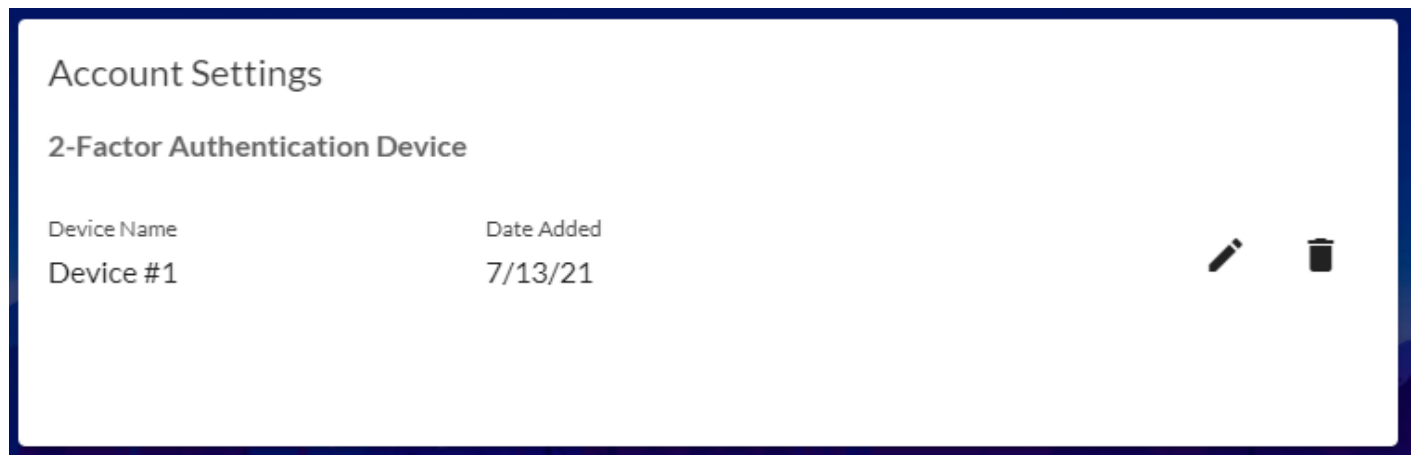 Account Settings
2-Factor Authentication Device
Device Name Date Added
Device #1 7/13/21